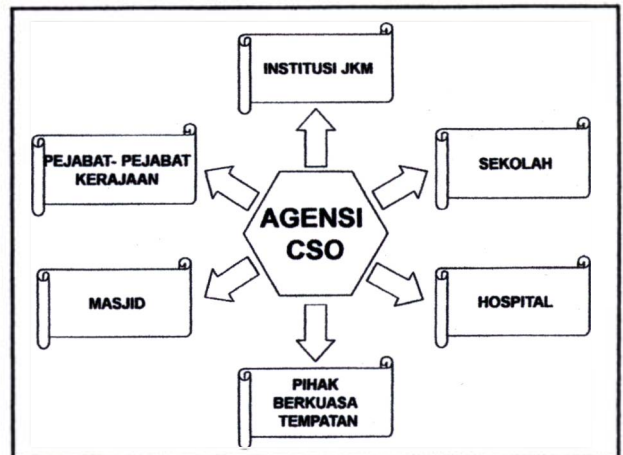 INSTITUSI JKM
PEJABAT- PEJABAT
KERAJAAN
SEKOLAH
AGENSI
CSO
MASJID
HOSPITAL
PIHAK
BERKUASA
TEMPATAN